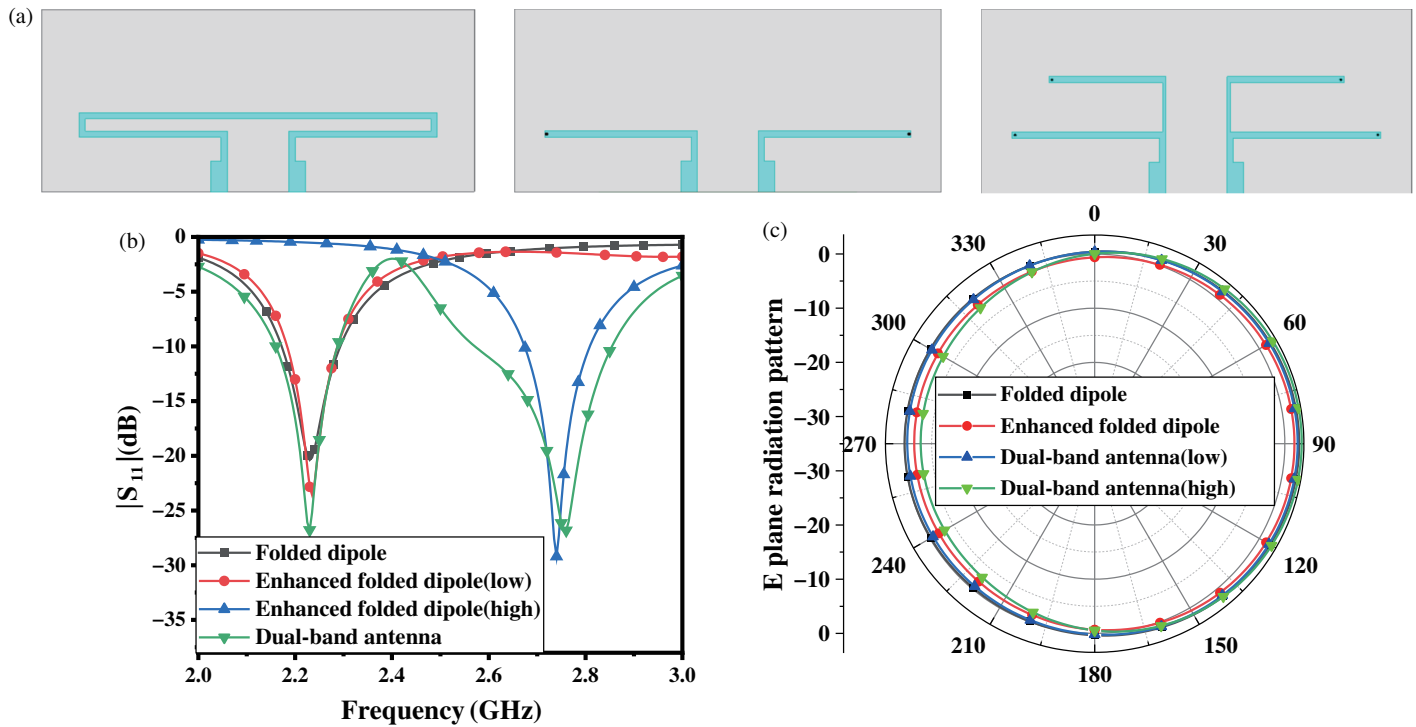 (a)
(b)
0
−5
−10
−15
−20
−25
−30
−35
|S11|(dB)
2.0 2.2 2.4 2.6 2.8 3.0
Frequency (GHz)
Folded dipole
Enhanced folded dipole(low)
Enhanced folded dipole(high)
Dual-band antenna
(c)
E plane radiation pattern
0
−10
−20
−30
−30
−20
−10
0
0
30
60
90
120
150
180
210
240
270
300
330
Folded dipole
Enhanced folded dipole
Dual-band antenna(low)
Dual-band antenna(high)